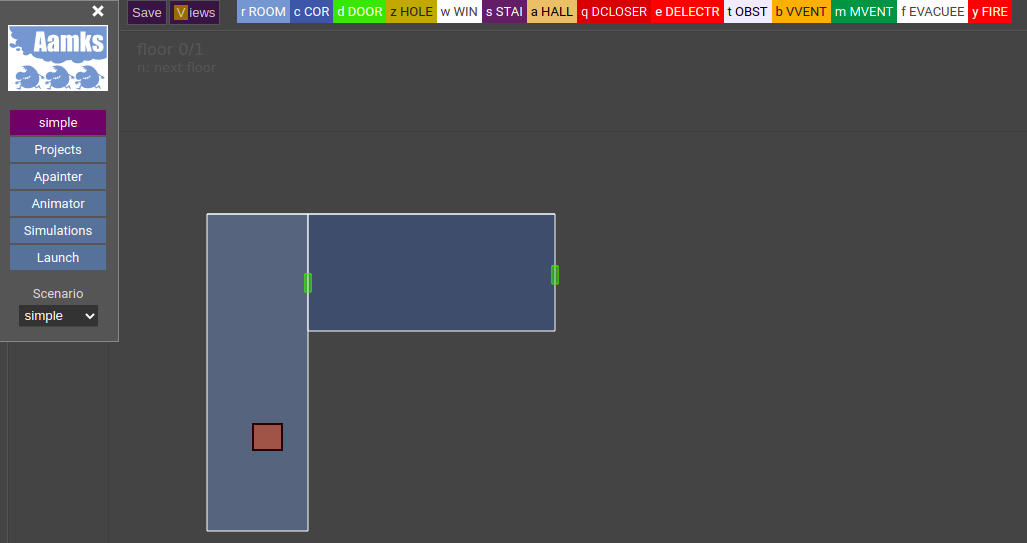 Save Views r ROOM c COR d DOOR z HOLE w WIN s STAI a HALL q DCLOSER e DELECTR t OBST b VVENT m MVENT f EVACUEE y FIRE
Aamks
floor 0/1
n: next floor
simple
Projects
Apainter
Animator
Simulations
Launch
Scenario
simple